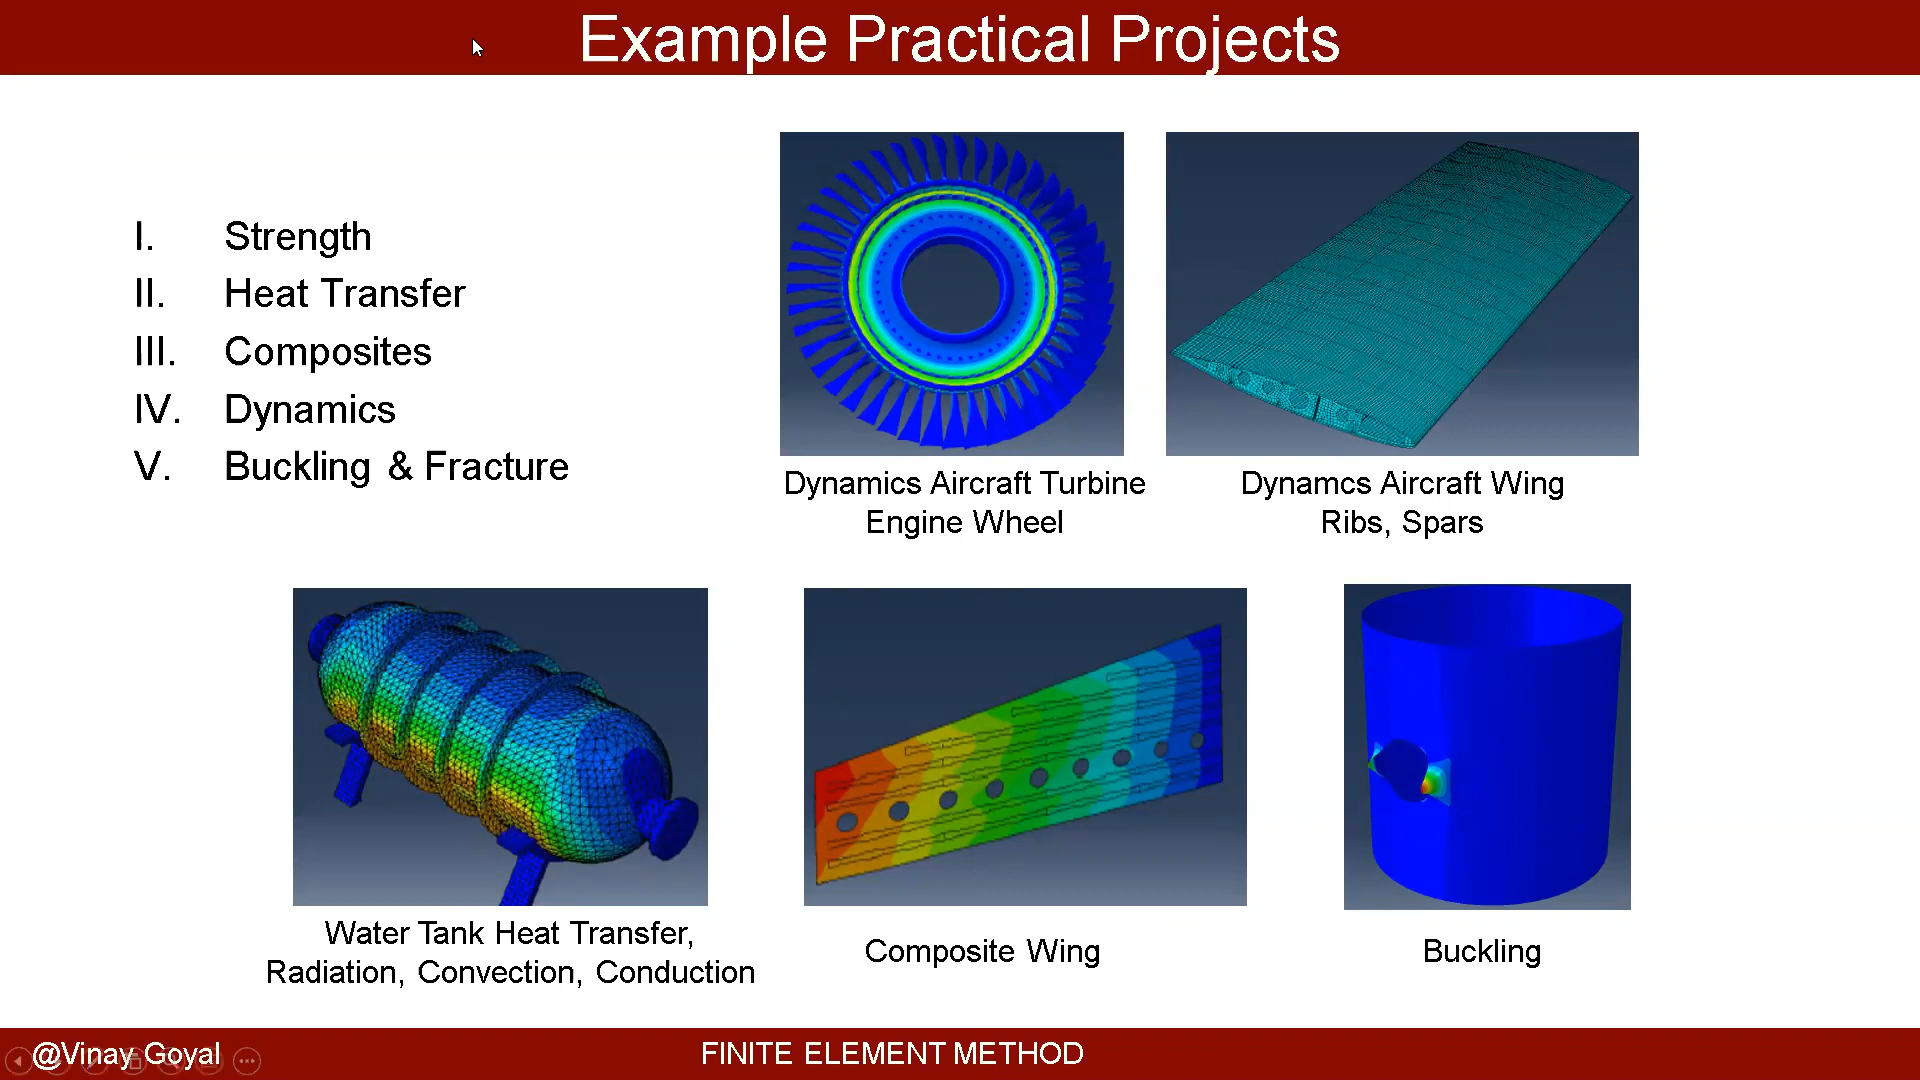 Example Practical Projects
I. Strength
II. Heat Transfer
III. Composites
IV. Dynamics
V. Buckling & Fracture
Dynamics Aircraft Turbine
Engine Wheel
Dynamcs Aircraft Wing
Ribs, Spars
Water Tank Heat Transfer,
Radiation, Convection, Conduction
Composite Wing
Buckling
@Vinay Goyal
FINITE ELEMENT METHOD